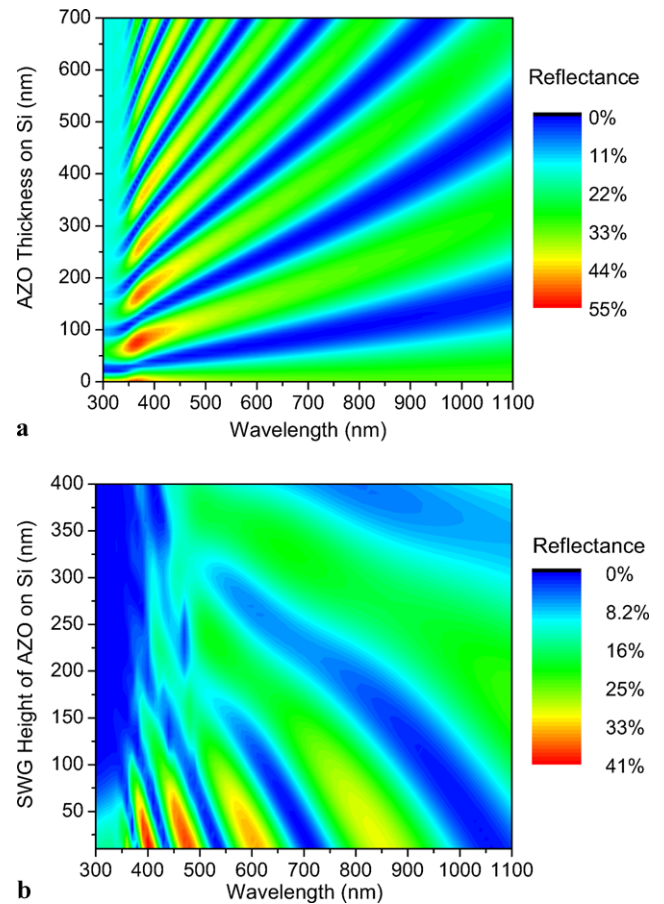 700
600
500
400
300
200
100
0
AZO Thickness on Si (nm)
300 400 500 600 700 800 900 1000 1100
Wavelength (nm)
Reflectance
0%
11%
22%
33%
44%
55%
a
400
350
300
250
200
150
100
50
SWG Height of AZO on Si (nm)
300 400 500 600 700 800 900 1000 1100
Wavelength (nm)
Reflectance
0%
8.2%
16%
25%
33%
41%
b